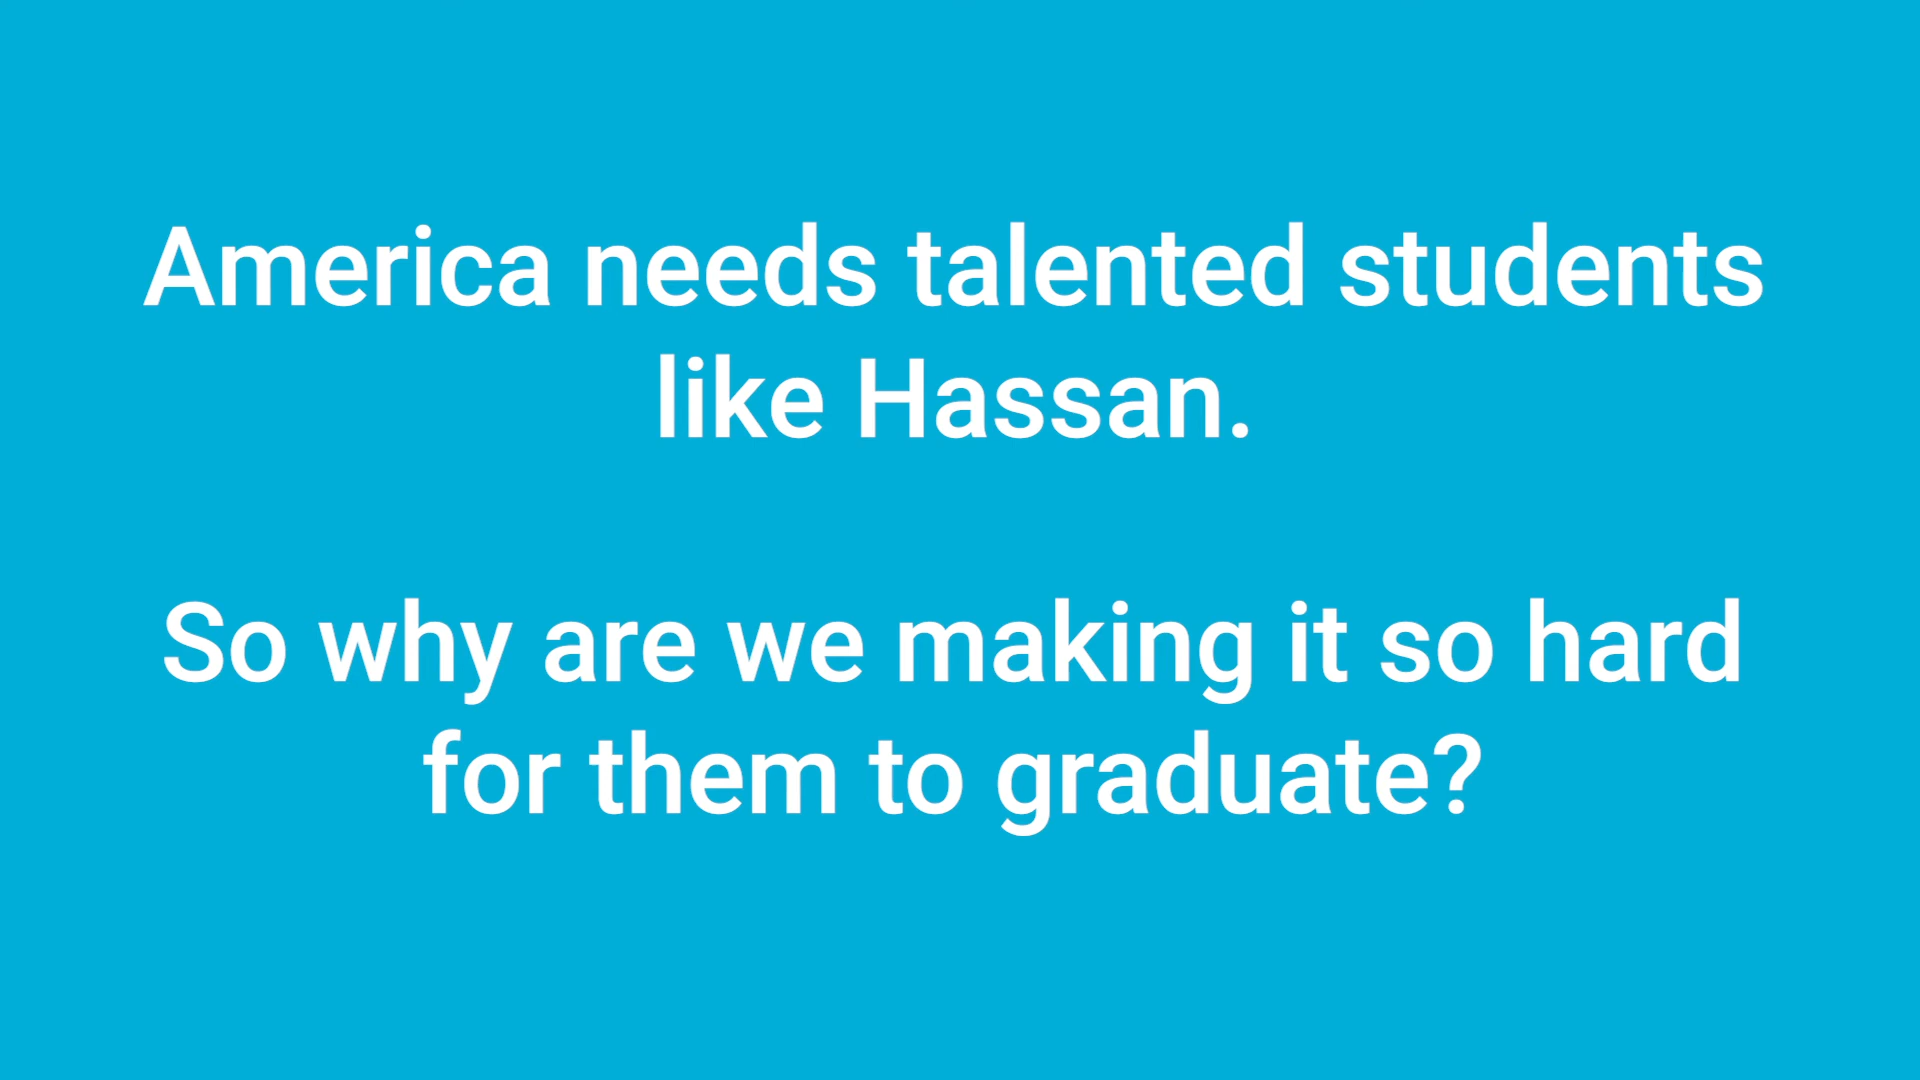 America needs talented students
like Hassan.
So why are we making it so hard
for them to graduate?